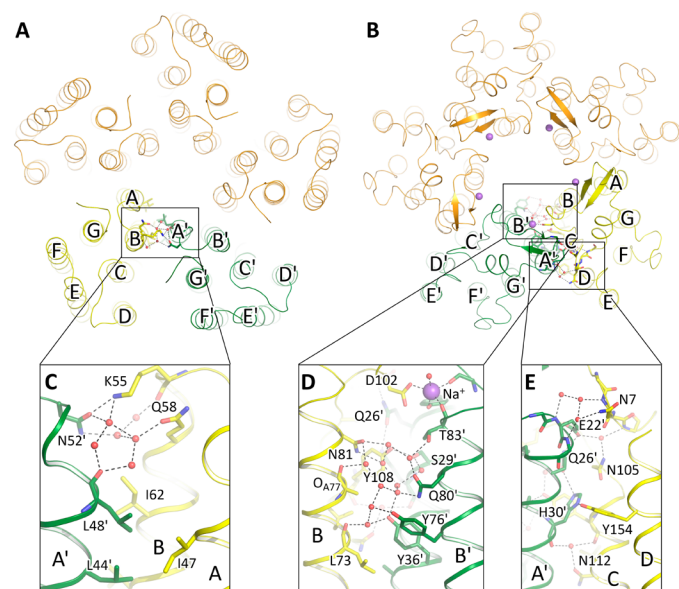 A
B
A
G
B
A'
B'
F
C
G'
C'
D'
E
D
F'
E'
A
B
B'
G
C'
C
D'
A'
F
E'
F'
G'
D
E
C
K55
Q58
N52'
I62
L48'
A'
B
I47
L44'
A
D
D102
Na⁺
Q26'
T83'
N81
S29'
Y108
O_A77
Q80'
B
Y76'
L73
Y36'
B'
E
N7
E22'
Q26'
N105
H30'
Y154
N112
D
A'
C